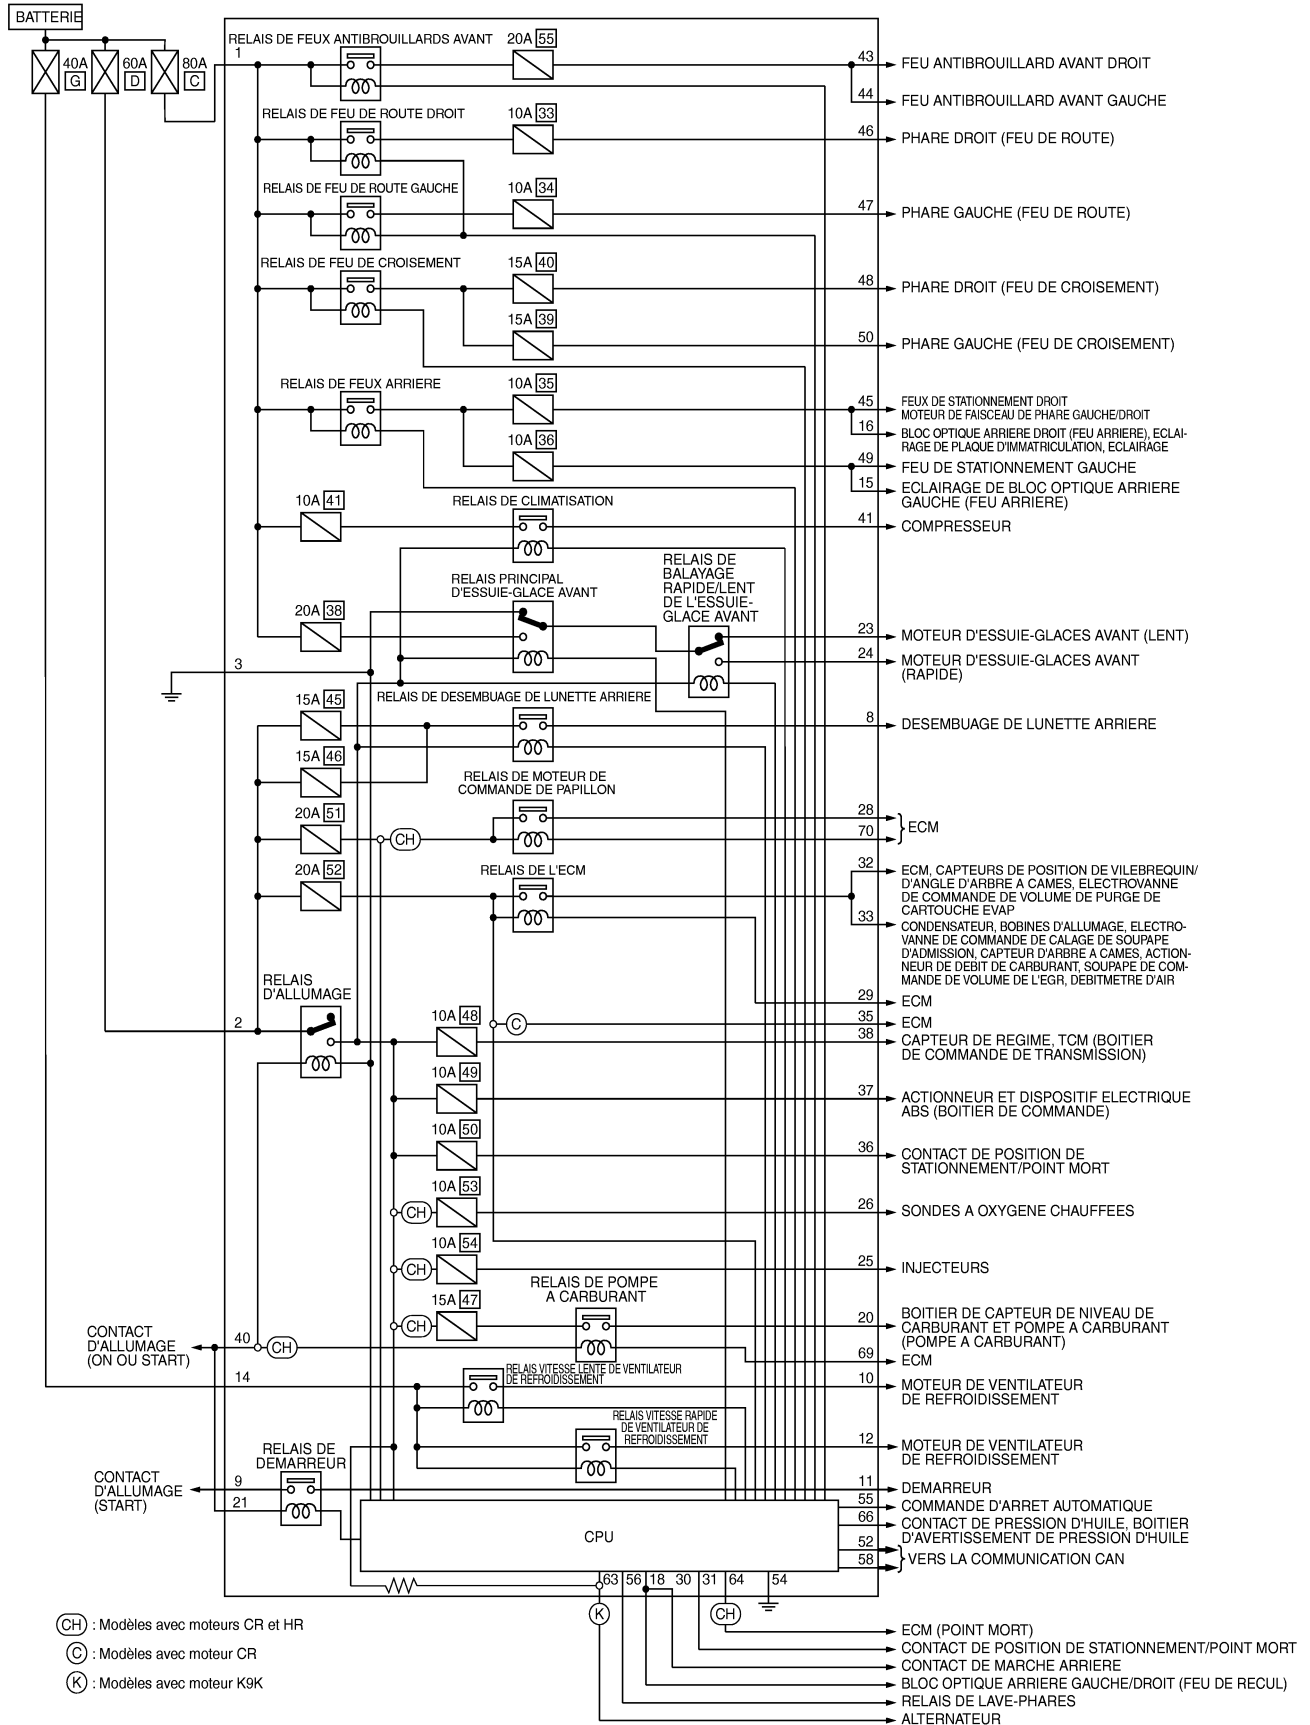 BATTERIE
40A G
60A D
80A C
1
RELAIS DE FEUX ANTIBROUILLARDS AVANT
20A 55
43
FEU ANTIBROUILLARD AVANT DROIT
44
FEU ANTIBROUILLARD AVANT GAUCHE
RELAIS DE FEU DE ROUTE DROIT
10A 33
46
PHARE DROIT (FEU DE ROUTE)
RELAIS DE FEU DE ROUTE GAUCHE
10A 34
47
PHARE GAUCHE (FEU DE ROUTE)
RELAIS DE FEU DE CROISEMENT
15A 40
48
PHARE DROIT (FEU DE CROISEMENT)
15A 39
50
PHARE GAUCHE (FEU DE CROISEMENT)
RELAIS DE FEUX ARRIERE
10A 35
45
FEUX DE STATIONNEMENT DROIT
MOTEUR DE FAISCEAU DE PHARE GAUCHE/DROIT
16
BLOC OPTIQUE ARRIERE DROIT (FEU ARRIERE), ECLAI-
RAGE DE PLAQUE D'IMMATRICULATION, ECLAIRAGE
10A 36
49
FEU DE STATIONNEMENT GAUCHE
15
ECLAIRAGE DE BLOC OPTIQUE ARRIERE
GAUCHE (FEU ARRIERE)
10A 41
RELAIS DE CLIMATISATION
41
COMPRESSEUR
RELAIS PRINCIPAL
D'ESSUIE-GLACE AVANT
RELAIS DE
BALAYAGE
RAPIDE/LENT
DE L'ESSUIE-
GLACE AVANT
20A 38
23
MOTEUR D'ESSUIE-GLACES AVANT (LENT)
24
MOTEUR D'ESSUIE-GLACES AVANT
(RAPIDE)
3
RELAIS DE DESEMBUAGE DE LUNETTE ARRIERE
15A 45
8
DESEMBUAGE DE LUNETTE ARRIERE
15A 46
RELAIS DE MOTEUR DE
COMMANDE DE PAPILLON
20A 51
CH
28
70
ECM
20A 52
RELAIS DE L'ECM
32
ECM, CAPTEURS DE POSITION DE VILEBREQUIN/
D'ANGLE D'ARBRE A CAMES, ELECTROVANNE
DE COMMANDE DE VOLUME DE PURGE DE
CARTOUCHE EVAP
33
CONDENSATEUR, BOBINES D'ALLUMAGE, ELECTRO-
VANNE DE COMMANDE DE CALAGE DE SOUPAPE
D'ADMISSION, CAPTEUR D'ARBRE A CAMES, ACTION-
NEUR DE DEBIT DE CARBURANT, SOUPAPE DE COM-
MANDE DE VOLUME DE L'EGR, DEBITMETRE D'AIR
29
ECM
RELAIS
D'ALLUMAGE
2
C
35
ECM
10A 48
38
CAPTEUR DE REGIME, TCM (BOITIER
DE COMMANDE DE TRANSMISSION)
10A 49
37
ACTIONNEUR ET DISPOSITIF ELECTRIQUE
ABS (BOITIER DE COMMANDE)
10A 50
36
CONTACT DE POSITION DE
STATIONNEMENT/POINT MORT
10A 53
CH
26
SONDES A OXYGENE CHAUFFEES
10A 54
CH
25
INJECTEURS
RELAIS DE POMPE
A CARBURANT
15A 47
CH
20
BOITIER DE CAPTEUR DE NIVEAU DE
CARBURANT ET POMPE A CARBURANT
(POMPE A CARBURANT)
CONTACT
D'ALLUMAGE
(ON OU START)
40
CH
69
ECM
14
RELAIS VITESSE LENTE DE VENTILATEUR
DE REFROIDISSEMENT
10
MOTEUR DE VENTILATEUR
DE REFROIDISSEMENT
RELAIS VITESSE RAPIDE
DE VENTILATEUR DE
REFROIDISSEMENT
12
MOTEUR DE VENTILATEUR
DE REFROIDISSEMENT
RELAIS DE
DEMARREUR
CONTACT
D'ALLUMAGE
(START)
9
21
11
DEMARREUR
55
COMMANDE D'ARRET AUTOMATIQUE
66
CONTACT DE PRESSION D'HUILE, BOITIER
D'AVERTISSEMENT DE PRESSION D'HUILE
CPU
52
58
VERS LA COMMUNICATION CAN
63 56 18 30 31 64 54
K
CH
ECM (POINT MORT)
CONTACT DE POSITION DE STATIONNEMENT/POINT MORT
CONTACT DE MARCHE ARRIERE
BLOC OPTIQUE ARRIERE GAUCHE/DROIT (FEU DE RECUL)
RELAIS DE LAVE-PHARES
ALTERNATEUR
CH : Modèles avec moteurs CR et HR
C : Modèles avec moteur CR
K : Modèles avec moteur K9K